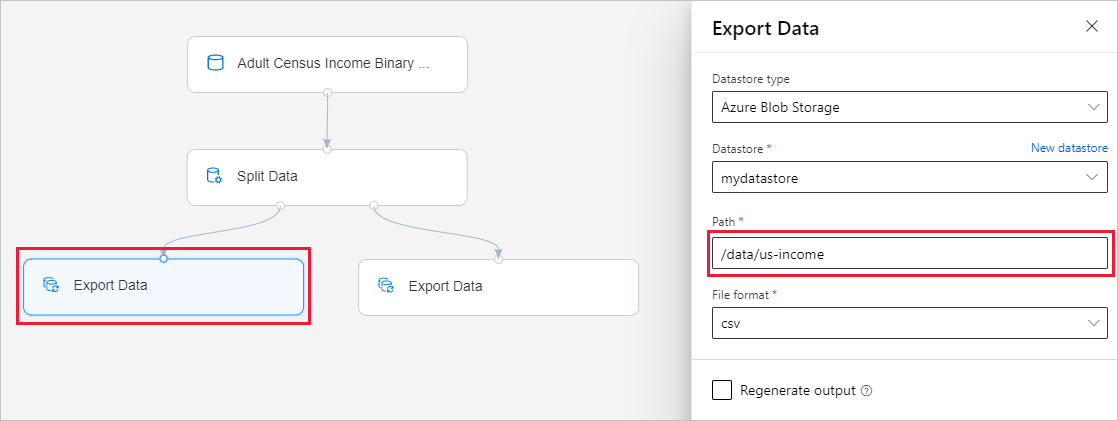 Adult Census Income Binary ...
Split Data
Export Data
Export Data
Export Data
Datastore type
Azure Blob Storage
Datastore * New datastore
mydatastore
Path *
/data/us-income
File format *
csv
Regenerate output ?